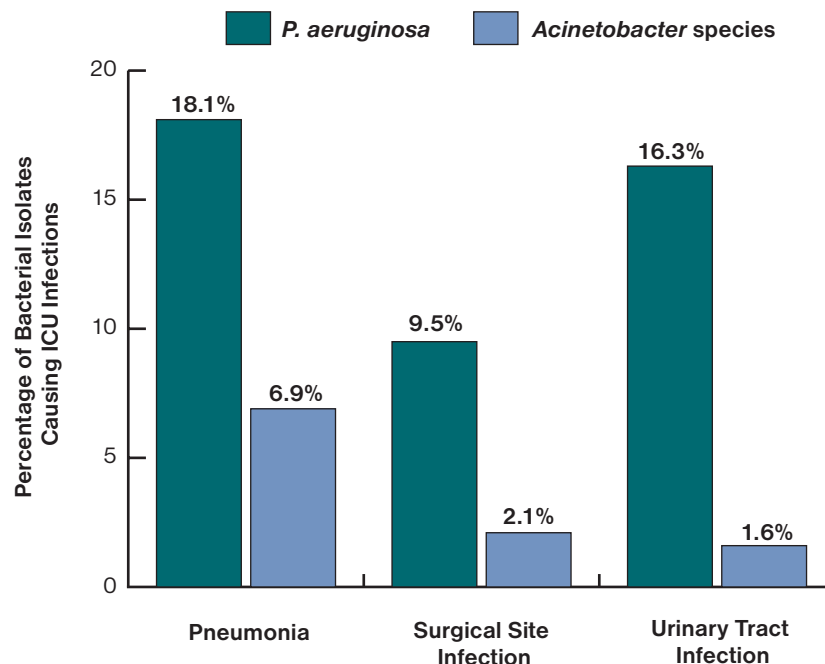 P. aeruginosa
Acinetobacter species
Percentage of Bacterial Isolates
Causing ICU Infections
20
15
10
5
0
18.1%
6.9%
9.5%
2.1%
16.3%
1.6%
Pneumonia
Surgical Site
Infection
Urinary Tract
Infection